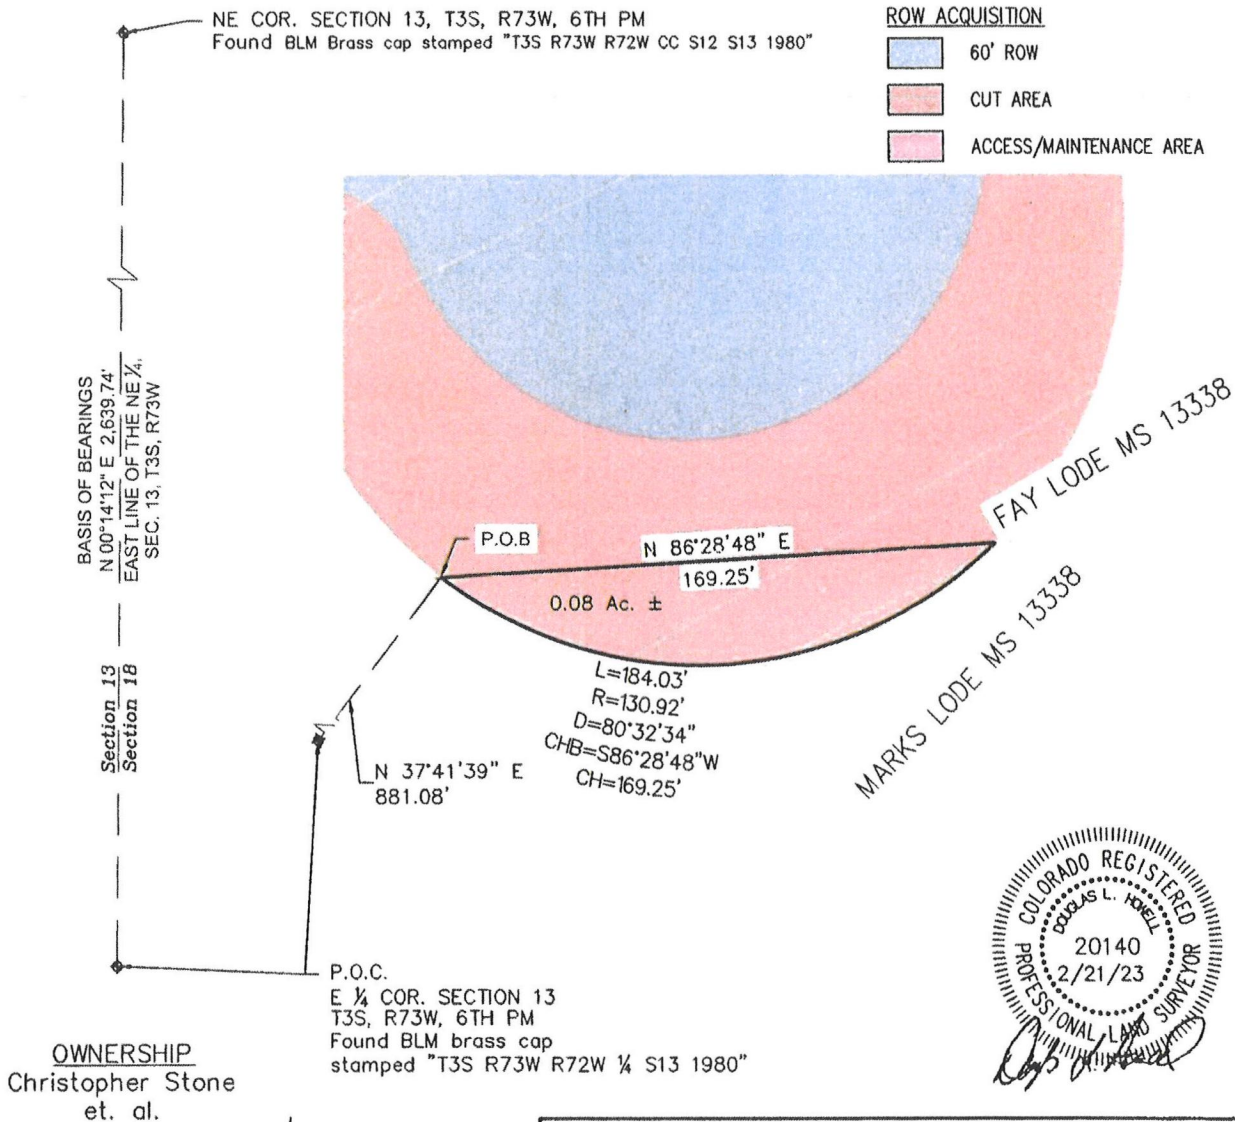 NE COR. SECTION 13, T3S, R73W, 6TH PM
Found BLM Brass cap stamped "T3S R73W R72W CC S12 S13 1980"
ROW ACQUISITION
60' ROW
CUT AREA
ACCESS/MAINTENANCE AREA
BASIS OF BEARINGS
N 00°14'12" E 2,639.74'
EAST LINE OF THE NE ¼,
SEC. 13, T3S, R73W
Section 13
Section 18
P.O.B
N 86°28'48" E
169.25'
0.08 Ac. ±
FAY LODE MS 13338
MARKS LODE MS 13338
L=184.03'
R=130.92'
D=80°32'34"
CHB=S86°28'48"W
CH=169.25'
N 37°41'39" E
881.08'
P.O.C.
E ¼ COR. SECTION 13
T3S, R73W, 6TH PM
Found BLM brass cap
stamped "T3S R73W R72W ¼ S13 1980"
COLORADO REGISTERED
DOUGLAS L. HOWELL
20140
2/21/23
PROFESSIONAL LAND SURVEYOR
OWNERSHIP
Christopher Stone
et. al.